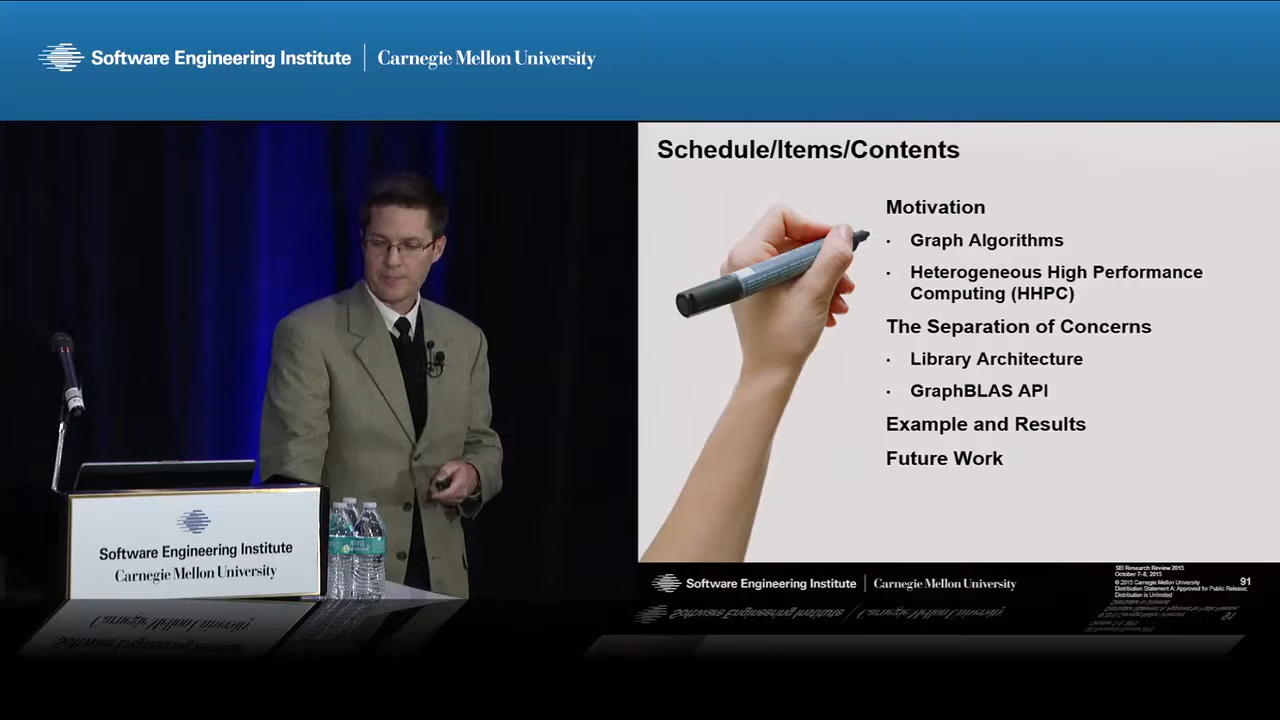 Software Engineering Institute | Carnegie Mellon University
Schedule/Items/Contents
Motivation
· Graph Algorithms
· Heterogeneous High Performance
Computing (HHPC)
The Separation of Concerns
· Library Architecture
· GraphBLAS API
Example and Results
Future Work
Software Engineering Institute
Carnegie Mellon University
Software Engineering Institute | Carnegie Mellon University
SEI Research Review 2015
October 7–8, 2015
© 2015 Carnegie Mellon University
Distribution Statement A: Approved for Public Release;
Distribution is Unlimited
91